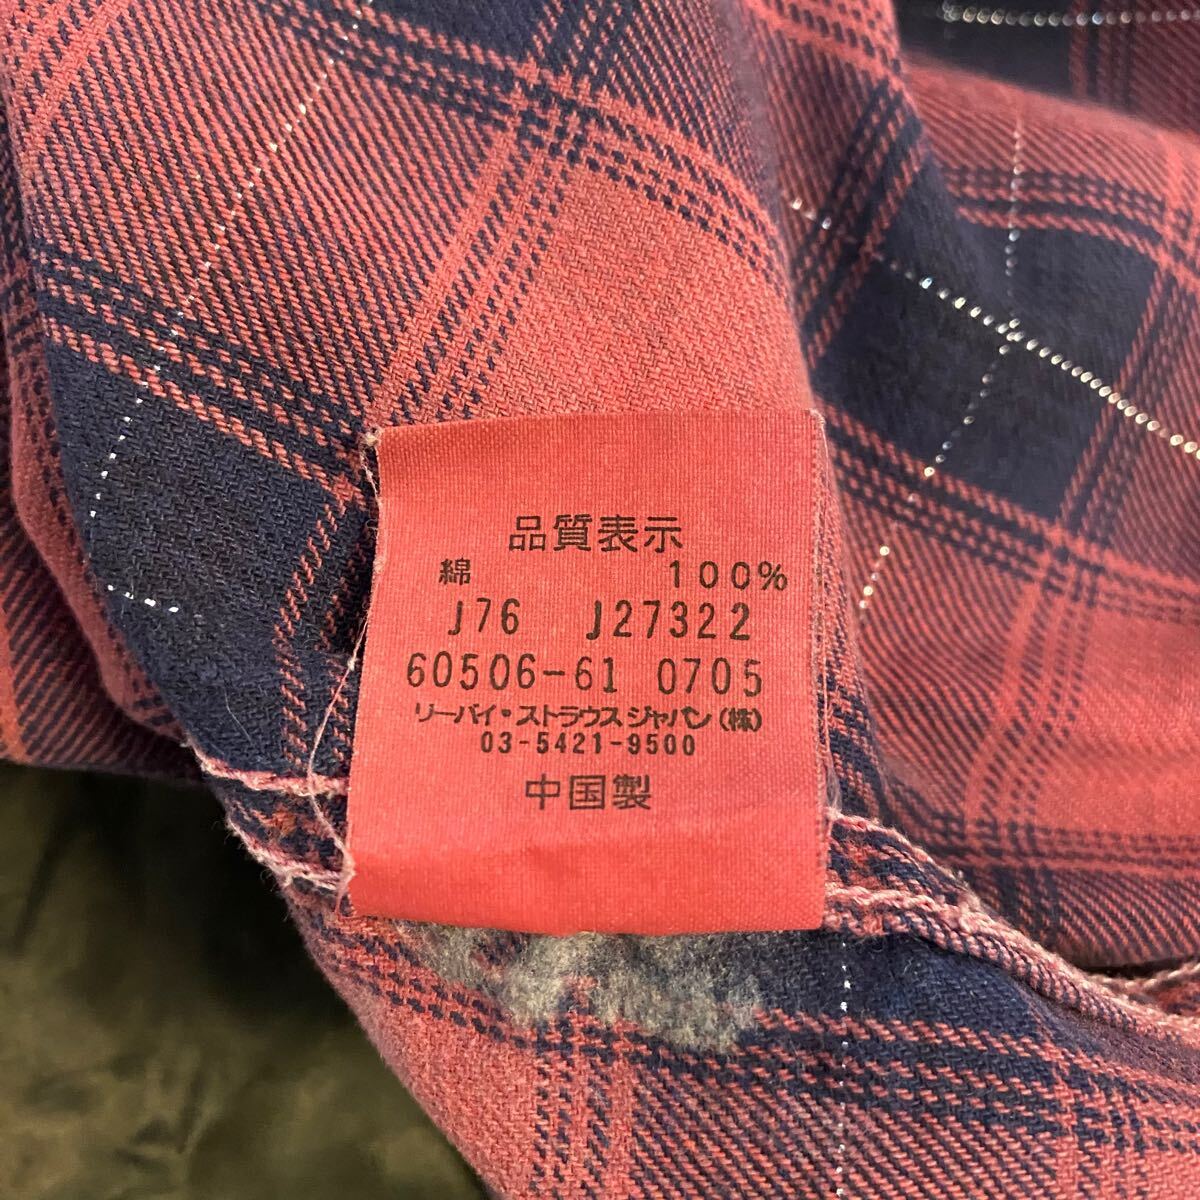 品質表示
綿 100%
J76 J27322
60506-61 0705
リーバイ・ストラウスジャパン(株)
03-5421-9500
中国製